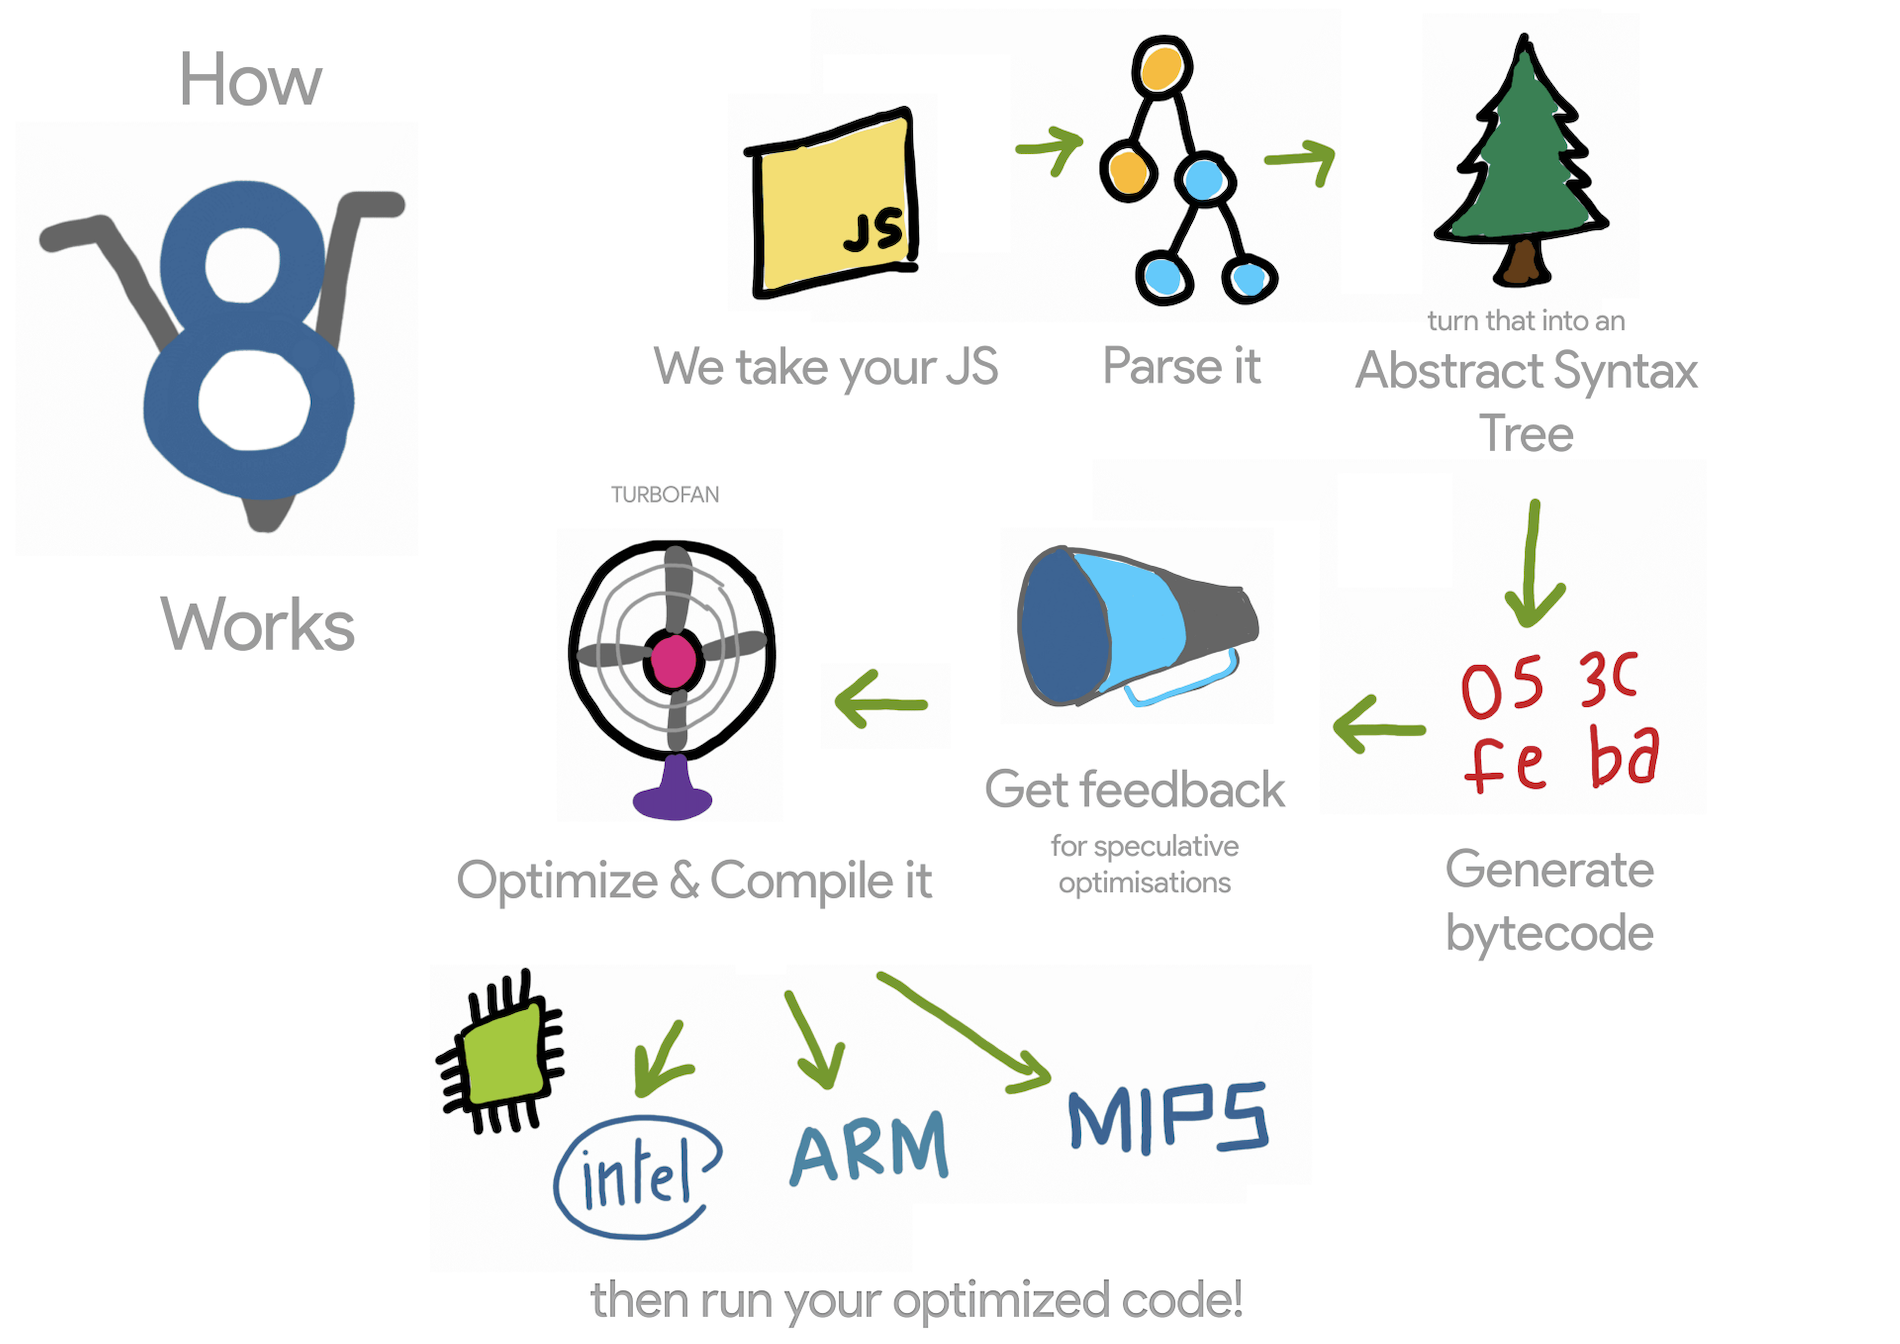 How
8
Works
JS
We take your JS
Parse it
turn that into an
Abstract Syntax
Tree
TURBOFAN
Optimize & Compile it
Get feedback
for speculative
optimisations
05 3c
fe ba
Generate
bytecode
intel
ARM
MIPS
then run your optimized code!